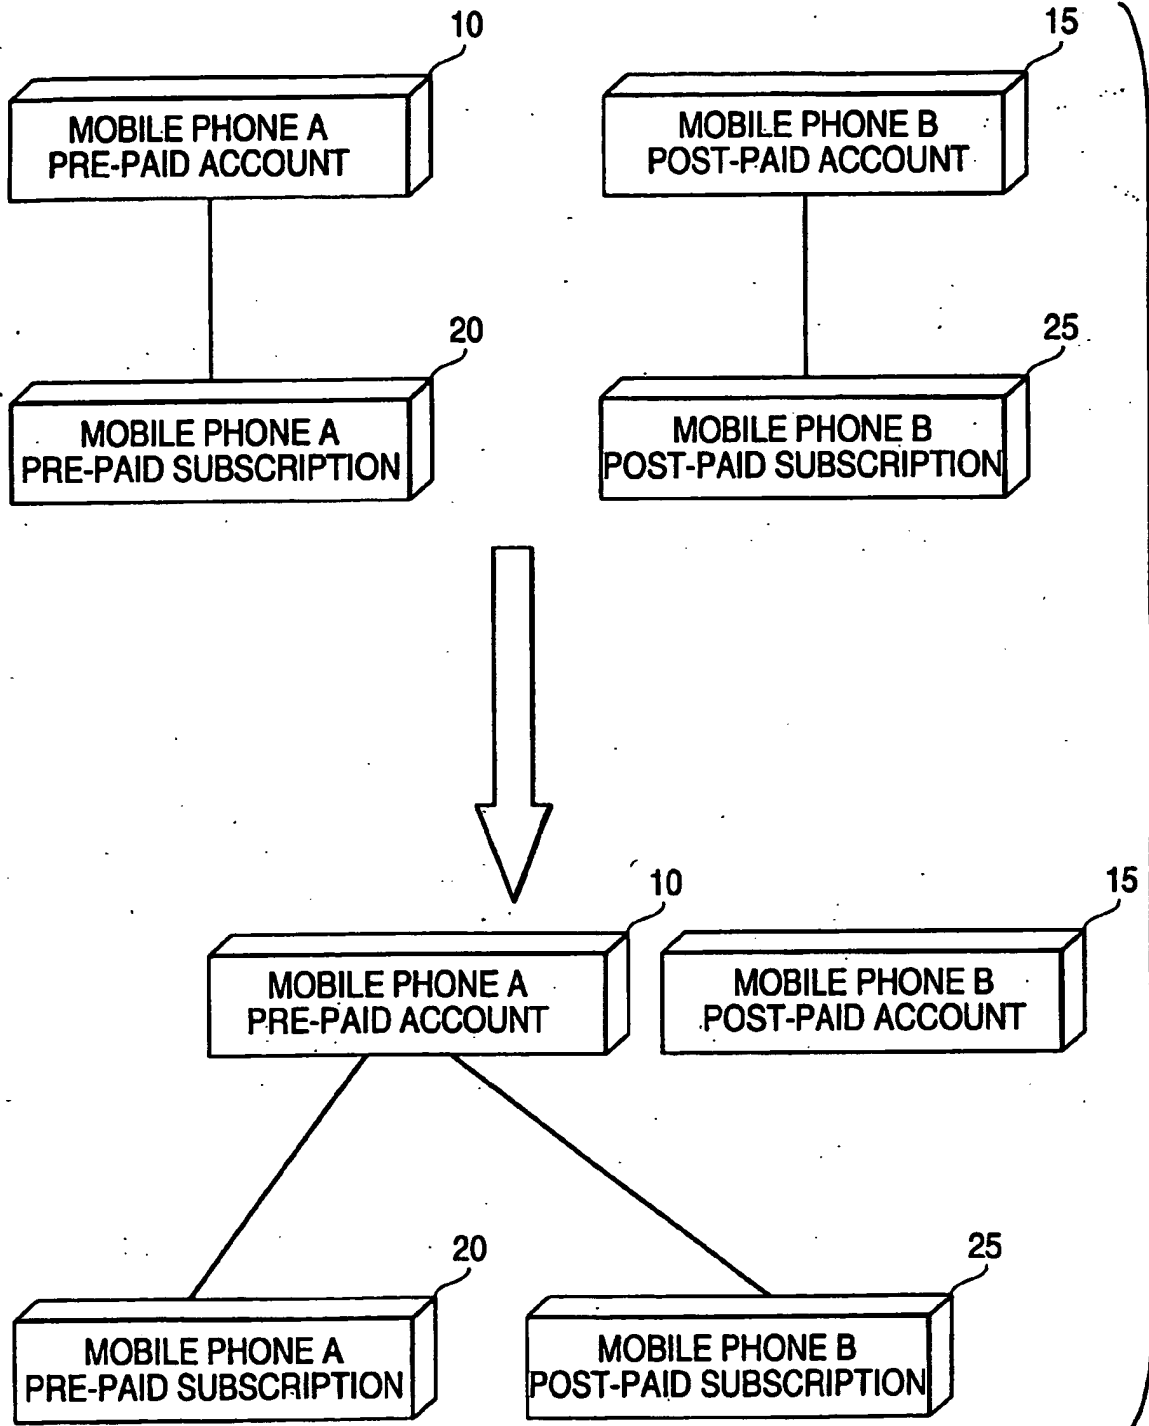 10
15
MOBILE PHONE A
PRE-PAID ACCOUNT
MOBILE PHONE B
POST-PAID ACCOUNT
20
25
MOBILE PHONE A
PRE-PAID SUBSCRIPTION
MOBILE PHONE B
POST-PAID SUBSCRIPTION
10
15
MOBILE PHONE A
PRE-PAID ACCOUNT
MOBILE PHONE B
POST-PAID ACCOUNT
20
25
MOBILE PHONE A
PRE-PAID SUBSCRIPTION
MOBILE PHONE B
POST-PAID SUBSCRIPTION